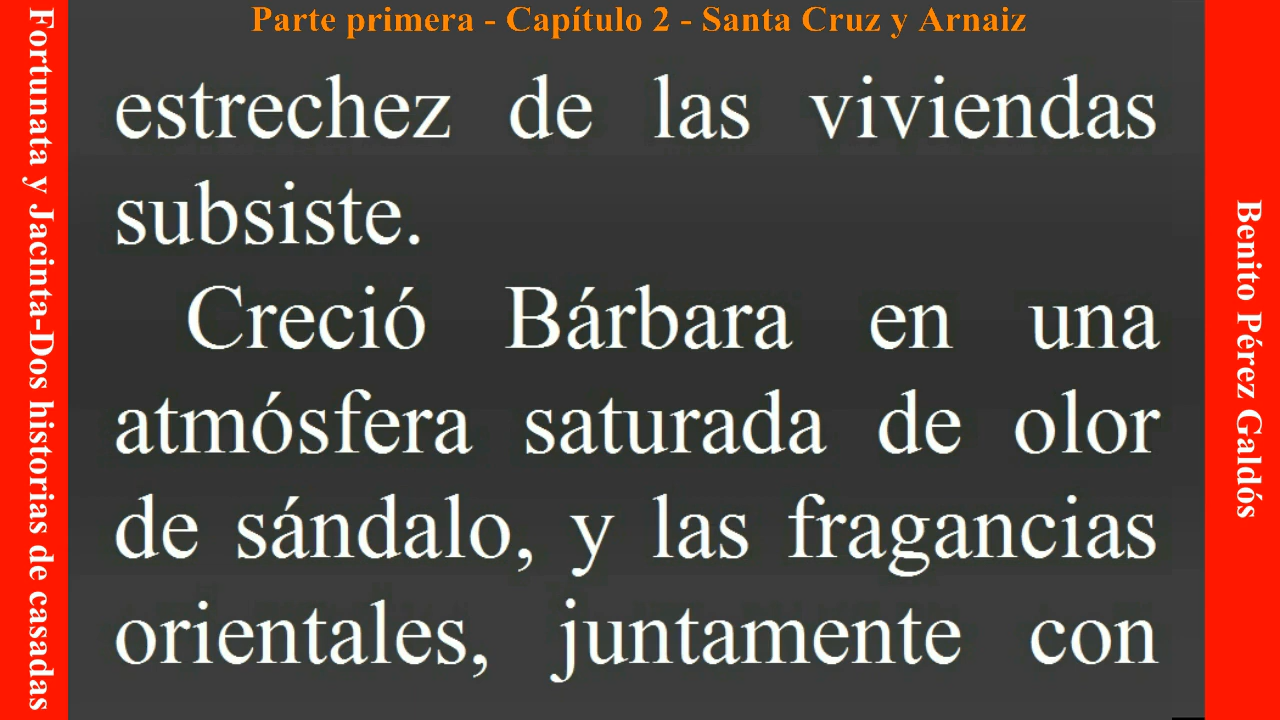 Parte primera - Capítulo 2 - Santa Cruz y Arnaiz
Fortunata y Jacinta-Dos historias de casadas
estrechez de las viviendas
subsiste.
Creció Bárbara en una
atmósfera saturada de olor
de sándalo, y las fragancias
orientales, juntamente con
Benito Pérez Galdós